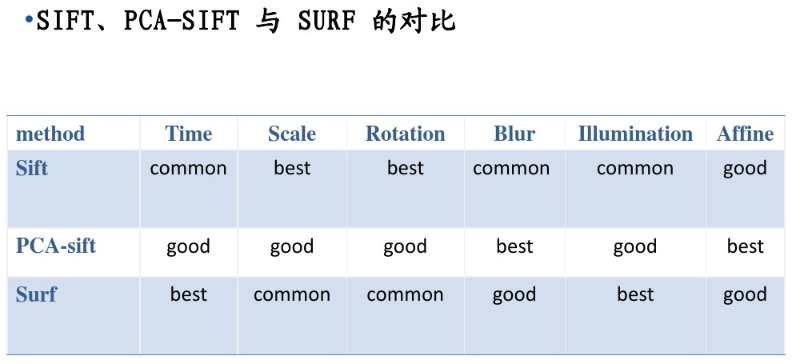 •SIFT、PCA-SIFT 与 SURF 的对比
method Time Scale Rotation Blur Illumination Affine
Sift common best best common common good
PCA-sift good good good best good best
Surf best common common good best good